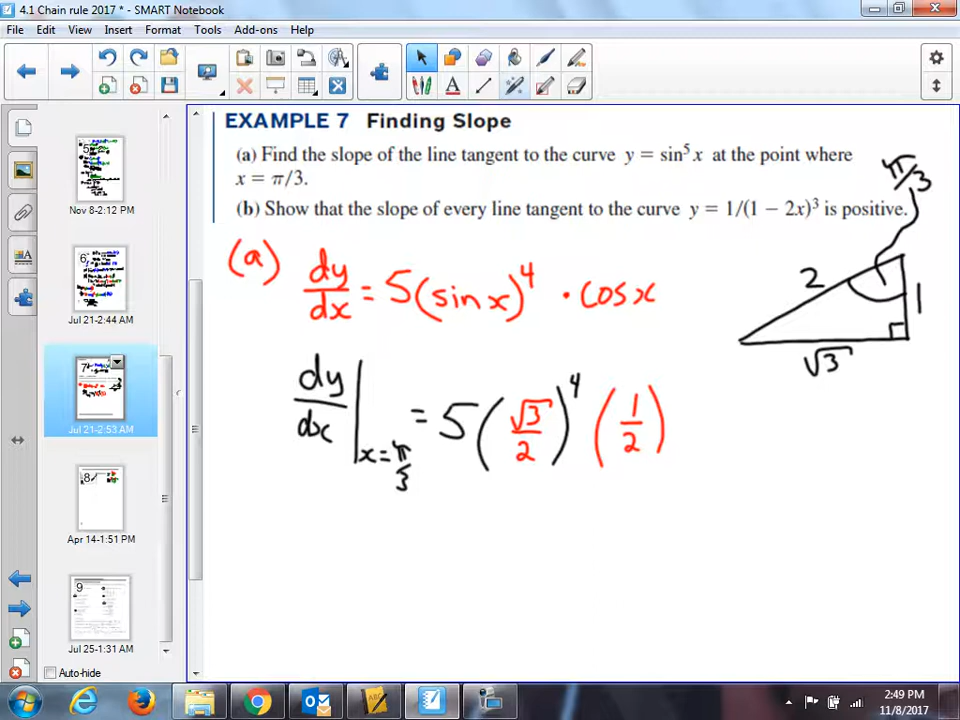 4.1 Chain rule 2017 * - SMART Notebook
File Edit View Insert Format Tools Add-ons Help
EXAMPLE 7 Finding Slope
(a) Find the slope of the line tangent to the curve y = sin⁵ x at the point where
x = π/3.
(b) Show that the slope of every line tangent to the curve y = 1/(1 − 2x)³ is positive.
π/3
(a) dy/dx = 5(sin x)⁴ · cos x
2
1
√3
dy/dx |x=π/3 = 5(√3/2)⁴ (1/2)
5
Nov 8-2:12 PM
6
Jul 21-2:44 AM
7
Jul 21-2:53 AM
8
Apr 14-1:51 PM
9
Jul 25-1:31 AM
Auto-hide
2:49 PM
11/8/2017